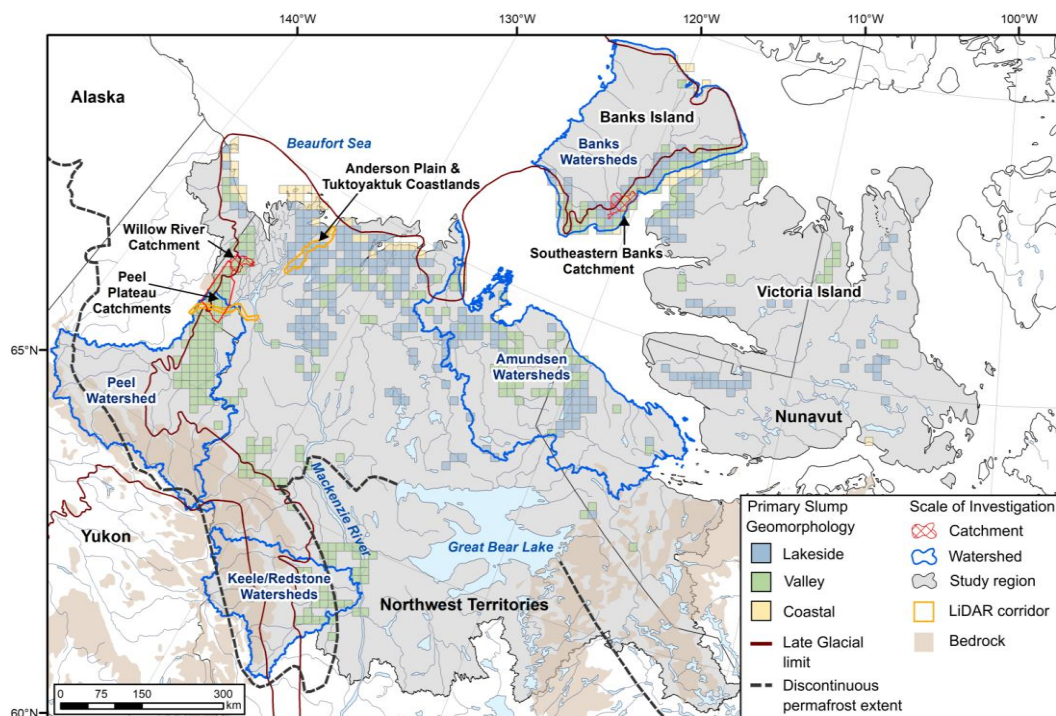 140°W
130°W
120°W
110°W
100°W
Alaska
Beaufort Sea
Banks Island
Banks
Watersheds
Anderson Plain &
Tuktoyaktuk Coastlands
Willow River
Catchment
Southeastern Banks
Catchment
Peel
Plateau
Catchments
Victoria Island
65°N
Amundsen
Watersheds
Peel
Watershed
Nunavut
Mackenzie River
Yukon
Great Bear Lake
Keele/Redstone
Watersheds
Northwest Territories
Primary Slump
Geomorphology
Lakeside
Valley
Coastal
Late Glacial
limit
Discontinuous
permafrost extent
Scale of Investigation
Catchment
Watershed
Study region
LiDAR corridor
Bedrock
0 75 150 300
km
60°N